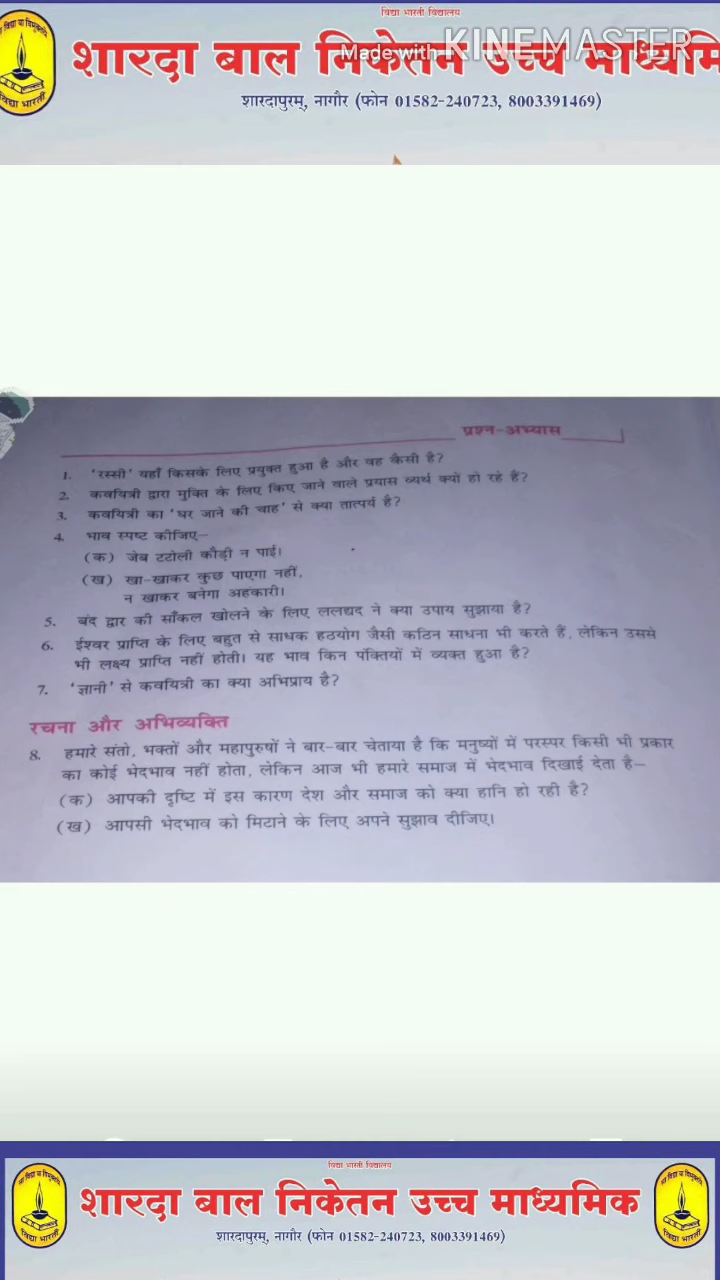 विद्या भारती विद्यालय
शारदा बाल निकेतन उच्च माध्यमि
Made with KINEMASTER
शारदापुरम्, नागौर (फोन 01582-240723, 8003391469)
विद्या भारती
प्रश्न-अभ्यास
1. 'रस्सी' यहाँ किसके लिए प्रयुक्त हुआ है और वह कैसी है?
2. कवयित्री द्वारा मुक्ति के लिए किए जाने वाले प्रयास व्यर्थ क्यों हो रहे हैं?
3. कवयित्री का 'घर जाने की चाह' से क्या तात्पर्य है?
4. भाव स्पष्ट कीजिए-
(क) जेब टटोली कौड़ी न पाई।
(ख) खा-खाकर कुछ पाएगा नहीं,
न खाकर बनेगा अहंकारी।
5. बंद द्वार की साँकल खोलने के लिए ललद्यद ने क्या उपाय सुझाया है?
6. ईश्वर प्राप्ति के लिए बहुत से साधक हठयोग जैसी कठिन साधना भी करते हैं, लेकिन उससे
भी लक्ष्य प्राप्ति नहीं होती। यह भाव किन पंक्तियों में व्यक्त हुआ है?
7. 'ज्ञानी' से कवयित्री का क्या अभिप्राय है?
रचना और अभिव्यक्ति
8. हमारे संतों, भक्तों और महापुरुषों ने बार-बार चेताया है कि मनुष्यों में परस्पर किसी भी प्रकार
का कोई भेदभाव नहीं होता, लेकिन आज भी हमारे समाज में भेदभाव दिखाई देता है-
(क) आपकी दृष्टि में इस कारण देश और समाज को क्या हानि हो रही है?
(ख) आपसी भेदभाव को मिटाने के लिए अपने सुझाव दीजिए।
विद्या भारती विद्यालय
शारदा बाल निकेतन उच्च माध्यमिक
शारदापुरम्, नागौर (फोन 01582-240723, 8003391469)
विद्या भारती
विद्या भारती